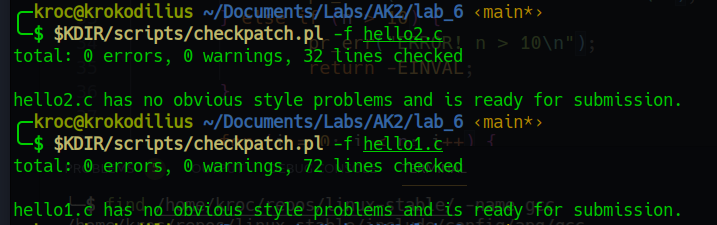 kroc@krokodilius ~/Documents/Labs/AK2/lab_6 ‹main*›
$ $KDIR/scripts/checkpatch.pl -f hello2.c
total: 0 errors, 0 warnings, 32 lines checked
return -EINVAL;
hello2.c has no obvious style problems and is ready for submission.
kroc@krokodilius ~/Documents/Labs/AK2/lab_6 ‹main*›
$ $KDIR/scripts/checkpatch.pl -f hello1.c
total: 0 errors, 0 warnings, 72 lines checked
hello1.c has no obvious style problems and is ready for submission.